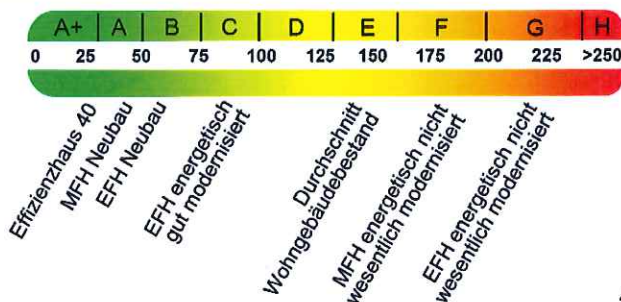 A+ A B C D E F G H
0 25 50 75 100 125 150 175 200 225 >250
Effizienzhaus 40
MFH Neubau
EFH Neubau
EFH energetisch
gut modernisiert
Durchschnitt
Wohngebäudebestand
MFH energetisch nicht
wesentlich modernisiert
EFH energetisch nicht
wesentlich modernisiert